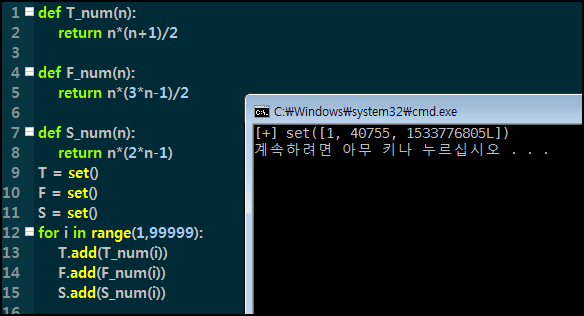 1 def T_num(n):
2 return n*(n+1)/2
3
4 def F_num(n):
5 return n*(3*n-1)/2
6
7 def S_num(n):
8 return n*(2*n-1)
9 T = set()
10 F = set()
11 S = set()
12 for i in range(1,99999):
13 T.add(T_num(i))
14 F.add(F_num(i))
15 S.add(S_num(i))
16
C:\. C:₩Windows₩system32₩cmd.exe
[+] set([1, 40755, 1533776805L])
계속하려면 아무 키나 누르십시오 . . .